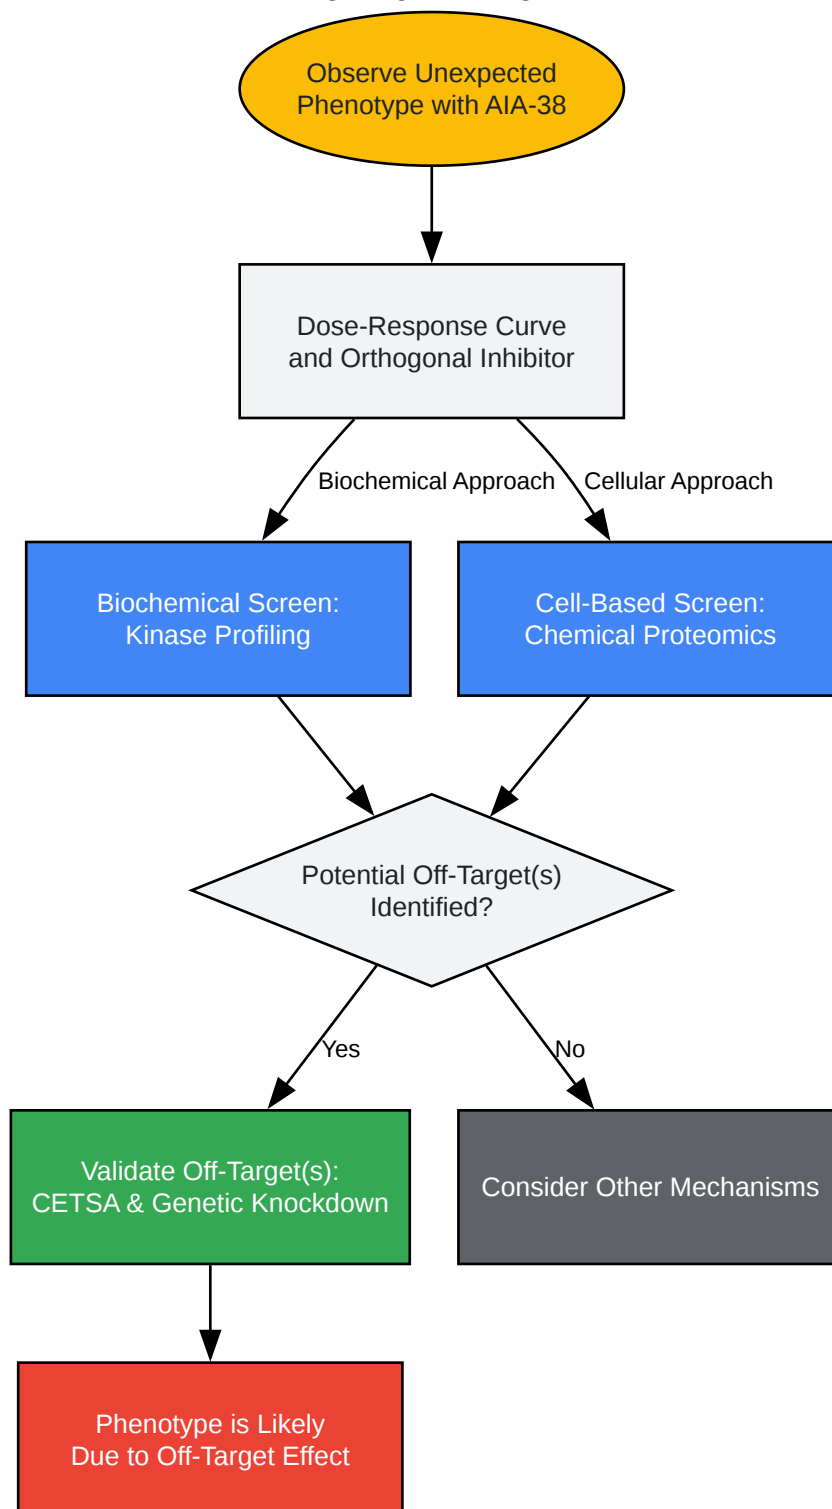 Observe Unexpected
Phenotype with AIA-38
Dose-Response Curve
and Orthogonal Inhibitor
Biochemical Approach
Cellular Approach
Biochemical Screen:
Kinase Profiling
Cell-Based Screen:
Chemical Proteomics
Potential Off-Target(s)
Identified?
Yes
No
Validate Off-Target(s):
CETSA & Genetic Knockdown
Consider Other Mechanisms
Phenotype is Likely
Due to Off-Target Effect